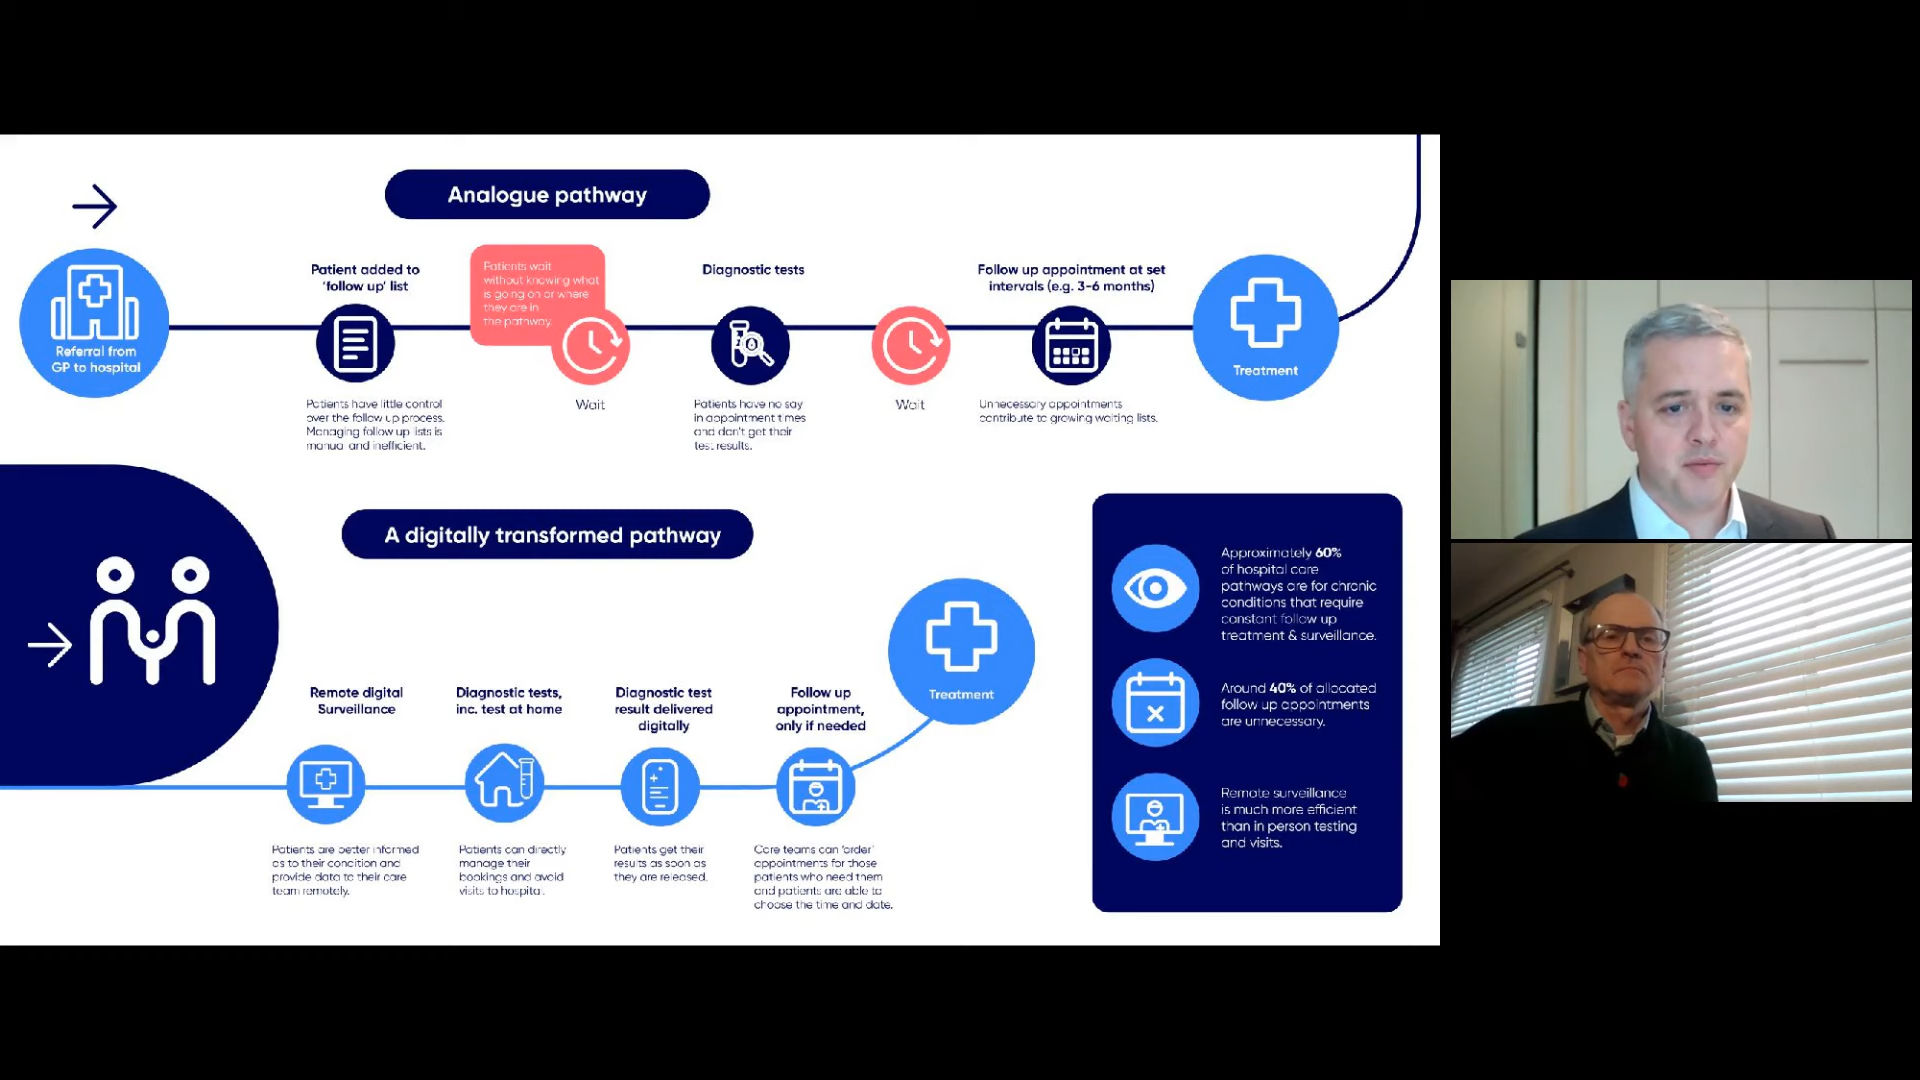 Analogue pathway
Referral from
GP to hospital
Patient added to
'follow up' list
Patients have little control
over the follow up process.
Managing follow up lists is
manual and inefficient.
Patients wait
without knowing what
is going on or where
they are in
the pathway.
Wait
Diagnostic tests
Patients have no say
in appointment times
and don't get their
test results.
Wait
Follow up appointment at set
intervals (e.g. 3-6 months)
Unnecessary appointments
contribute to growing waiting lists.
Treatment
A digitally transformed pathway
Remote digital
Surveillance
Patients are better informed
as to their condition and
provide data to their care
team remotely.
Diagnostic tests,
inc. test at home
Patients can directly
manage their
bookings and avoid
visits to hospital.
Diagnostic test
result delivered
digitally
Patients get their
results as soon as
they are released.
Follow up
appointment,
only if needed
Care teams can 'order'
appointments for those
patients who need them
and patients are able to
choose the time and date.
Treatment
Approximately 60%
of hospital care
pathways are for chronic
conditions that require
constant follow up
treatment & surveillance.
Around 40% of allocated
follow up appointments
are unnecessary.
Remote surveillance
is much more efficient
than in person testing
and visits.